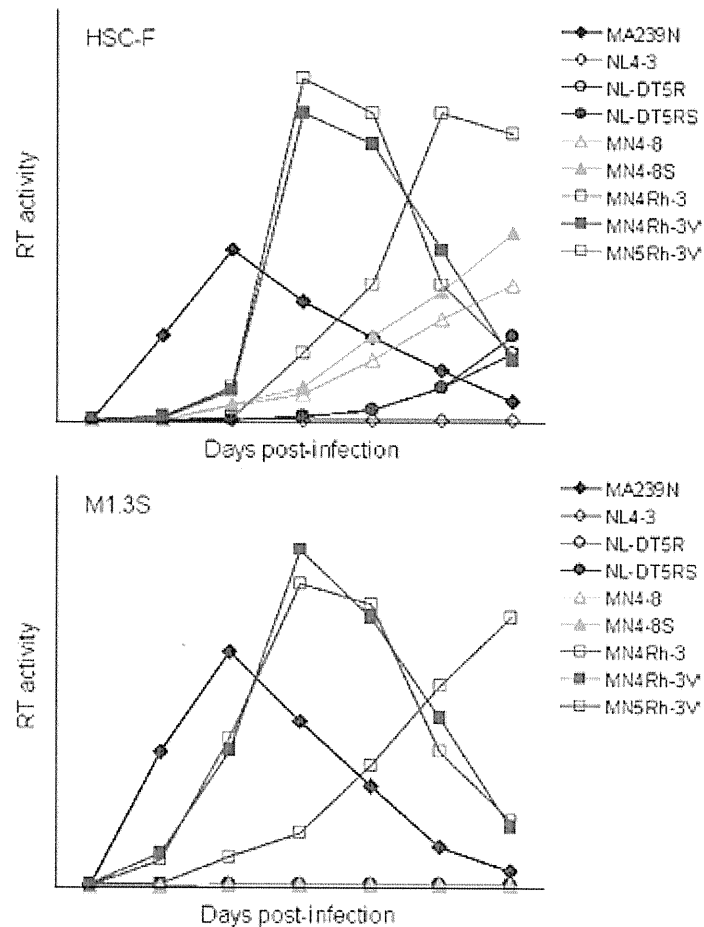 HSC-F
RT activity
Days post-infection
MA239N
NL4-3
NL-DT5R
NL-DT5RS
MN4-8
MN4-8S
MN4Rh-3
MN4Rh-3V'
MN5Rh-3V'
M1.3S
RT activity
Days post-infection
MA239N
NL4-3
NL-DT5R
NL-DT5RS
MN4-8
MN4-8S
MN4Rh-3
MN4Rh-3V'
MN5Rh-3V'